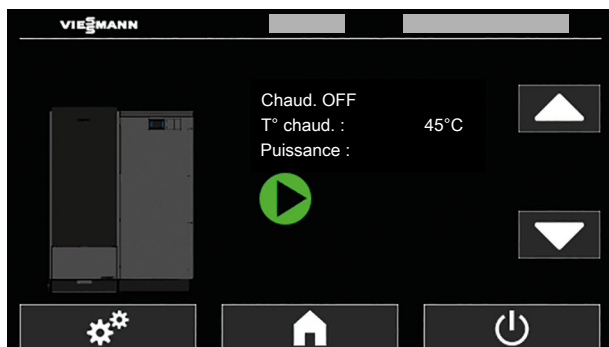 VIESMANN
Chaud. OFF
T° chaud. : 45°C
Puissance :